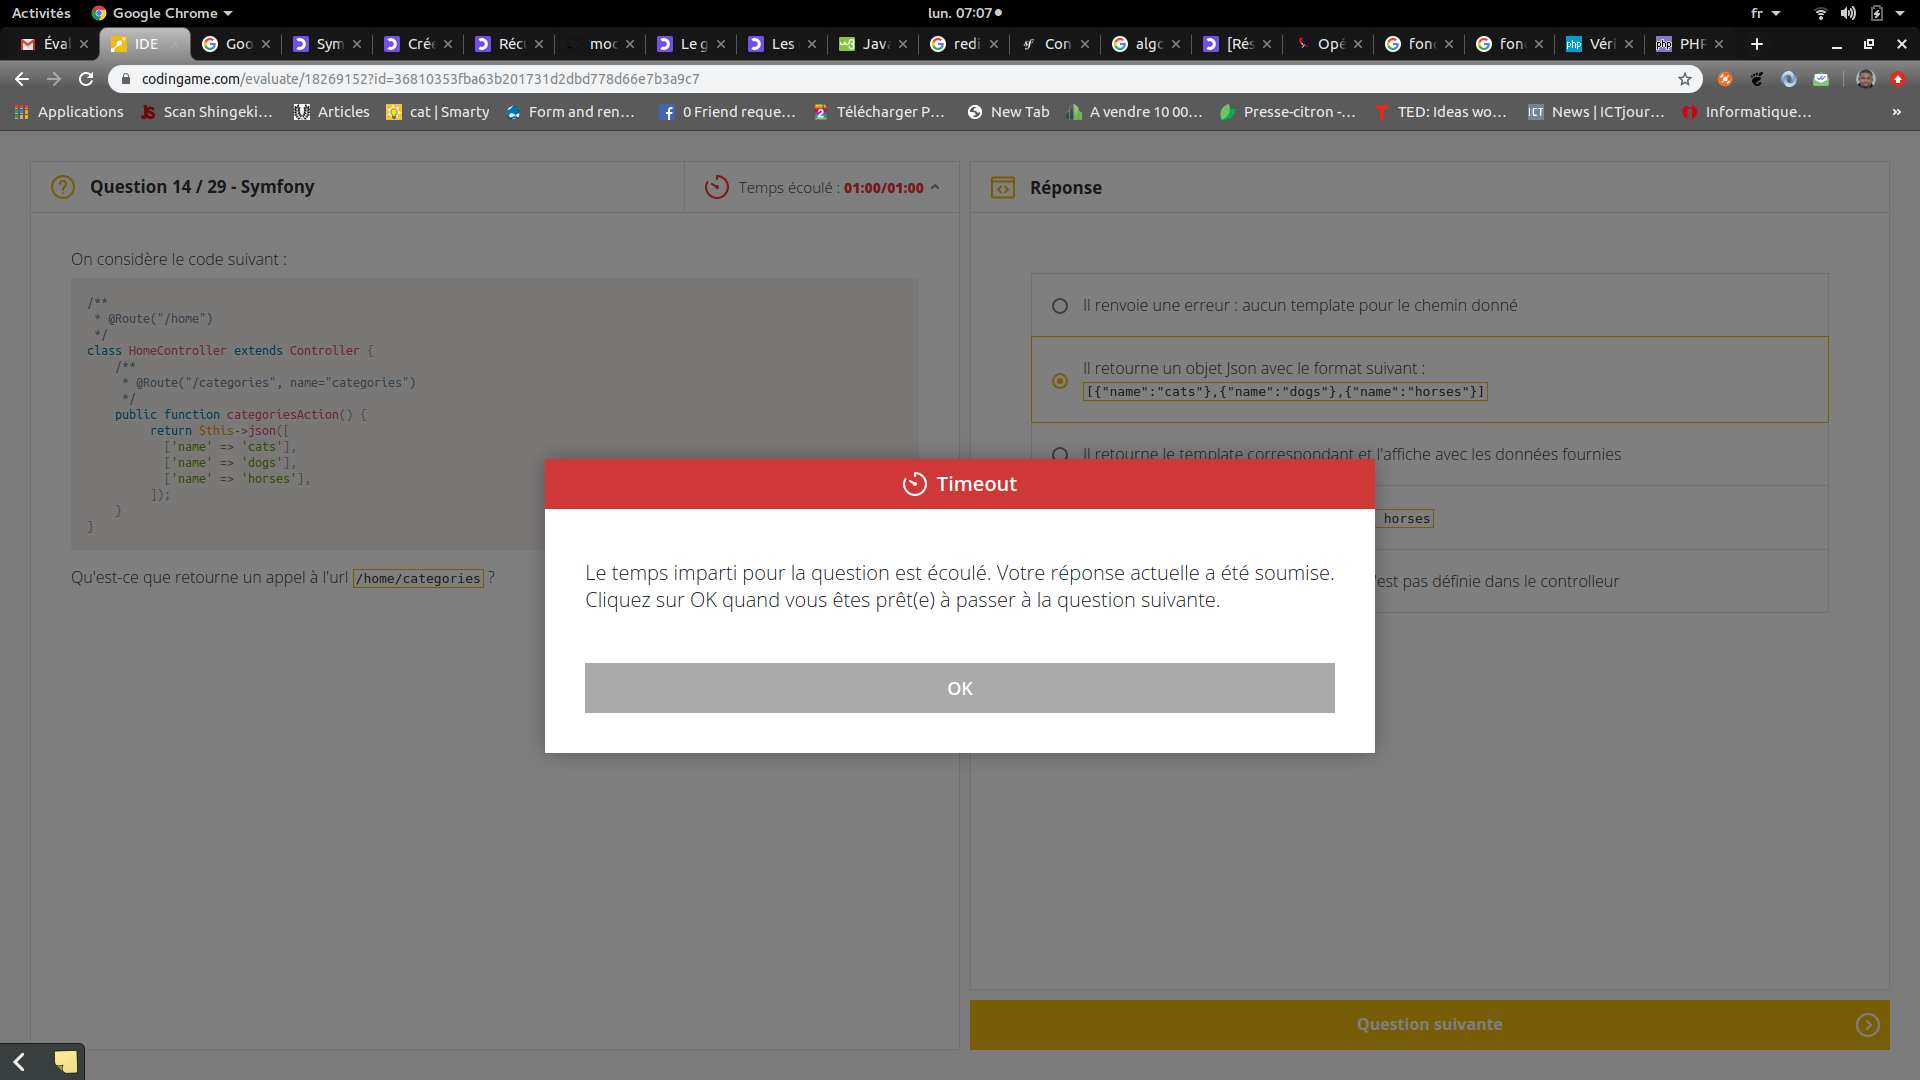 Activités Google Chrome lun. 07:07 fr
Éval IDE Goo Sym Crée Réc moc Le g Les Java redi Con algo [Rés Opé fonc fonc Véri PHP
codingame.com/evaluate/18269152?id=36810353fba63b201731d2dbd778d66e7b3a9c7
Applications Scan Shingeki... Articles cat | Smarty Form and ren... 0 Friend reque... Télécharger P... New Tab A vendre 10 00... Presse-citron -... TED: Ideas wo... News | ICTjour... Informatique... »
Question 14 / 29 - Symfony
Temps écoulé : 01:00/01:00
On considère le code suivant :
/**
* @Route("/home")
*/
class HomeController extends Controller {
/**
* @Route("/categories", name="categories")
*/
public function categoriesAction() {
return $this->json([
['name' => 'cats'],
['name' => 'dogs'],
['name' => 'horses'],
]);
}
}
Qu'est-ce que retourne un appel à l'url /home/categories ?
Réponse
Il renvoie une erreur : aucun template pour le chemin donné
Il retourne un objet Json avec le format suivant :
[{"name":"cats"},{"name":"dogs"},{"name":"horses"}]
Il retourne le template correspondant et l'affiche avec les données fournies
horses
'est pas définie dans le controlleur
Timeout
Le temps imparti pour la question est écoulé. Votre réponse actuelle a été soumise.
Cliquez sur OK quand vous êtes prêt(e) à passer à la question suivante.
OK
Question suivante